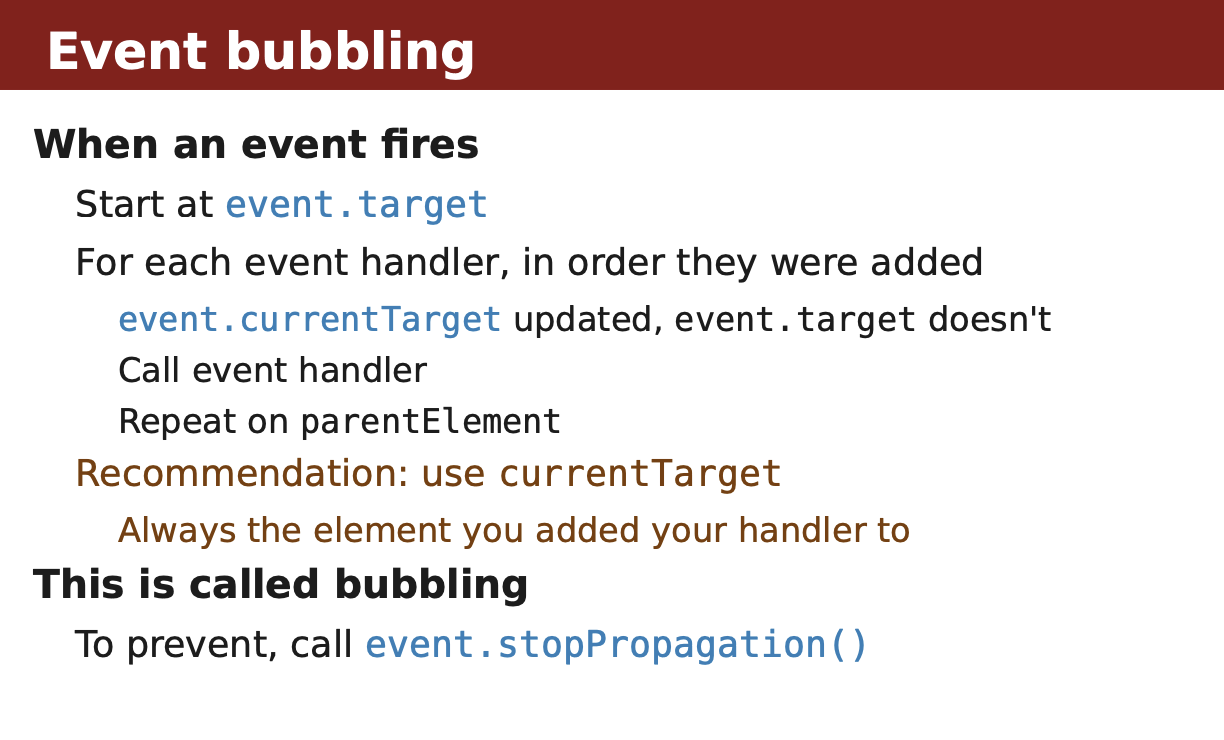 Event bubbling
When an event fires
Start at event.target
For each event handler, in order they were added
event.currentTarget updated, event.target doesn't
Call event handler
Repeat on parentElement
Recommendation: use currentTarget
Always the element you added your handler to
This is called bubbling
To prevent, call event.stopPropagation()